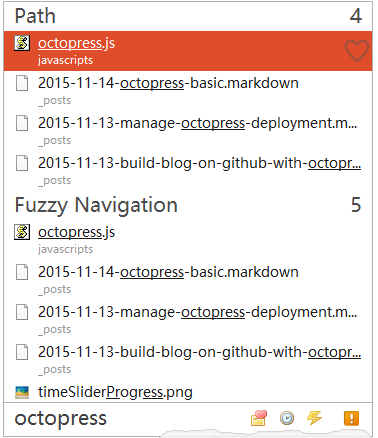 Path 4
octopress.js
javascripts
2015-11-14-octopress-basic.markdown
_posts
2015-11-13-manage-octopress-deployment.m...
_posts
2015-11-13-build-blog-on-github-with-octopr...
_posts
Fuzzy Navigation 5
octopress.js
javascripts
2015-11-14-octopress-basic.markdown
_posts
2015-11-13-manage-octopress-deployment.m...
_posts
2015-11-13-build-blog-on-github-with-octopr...
_posts
timeSliderProgress.png
octopress